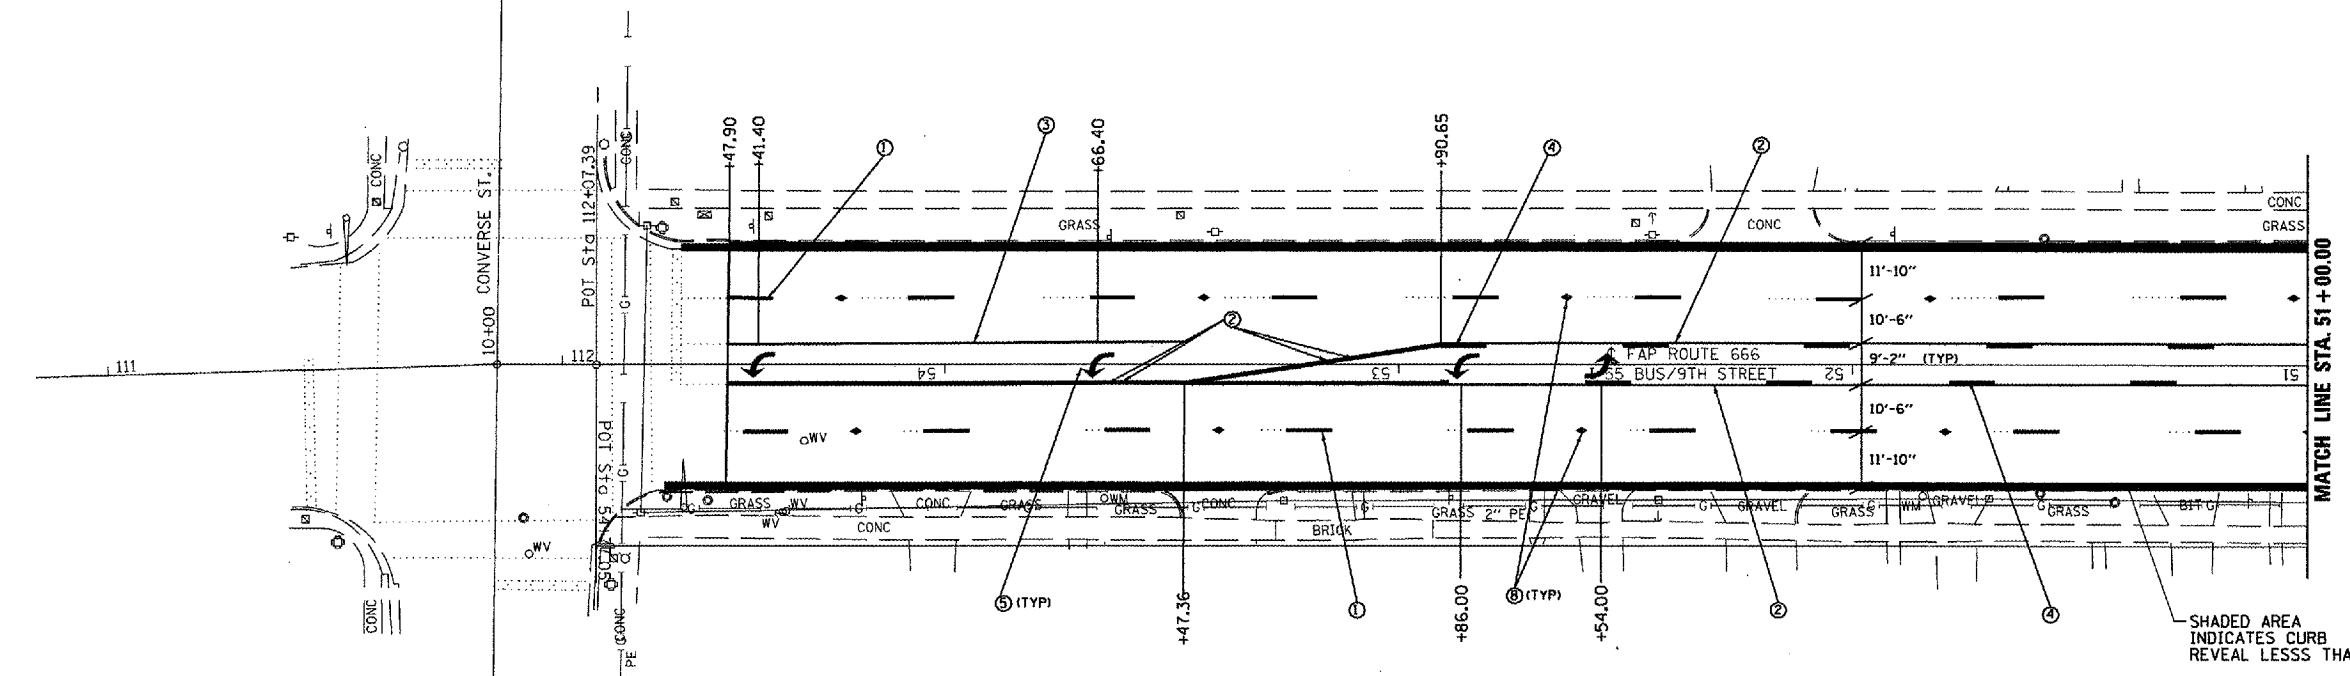 +47.90
+41.40
①
③
+66.40
+90.65
④
②
CONC
CONC
10+00 CONVERSE ST.
POT Sta 112+07.39
GRASS
CONC
CONC
GRASS
11'-10"
10'-6"
②
111
112
G
54
53
℄ FAP ROUTE 666
I-55 BUS/9TH STREET
52
51
9'-2" (TYP)
10'-6"
11'-10"
MATCH LINE STA. 51+00.00
WV
G
GRASS
WV
WV
G
CONC
CONC
GRASS
WM
GRASS
G
CONC
G
GRASS
2" PE
G
GRAVEL
G
GRAVEL
GRASS
G
WM
GRAVEL
G
GRASS
BIT
G
BRICK
WV
CONC
CONC
PE
⑤ (TYP)
+47.36
①
+86.00
⑧ (TYP)
+54.00
②
④
SHADED AREA
INDICATES CURB
REVEAL LESSS THA